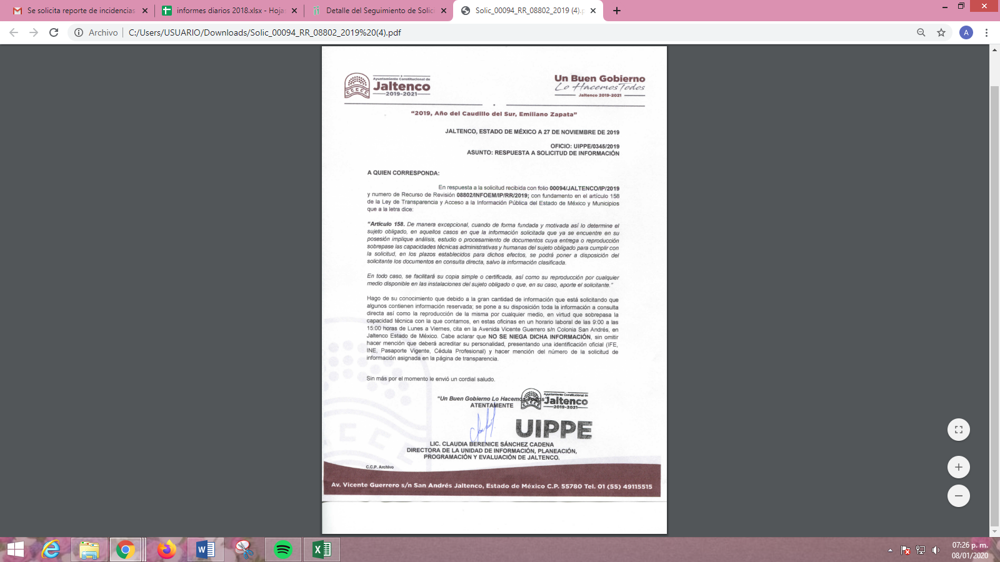 Se solicita reporte de incidencias
informes diarios 2018.xlsx - Hoja
Detalle del Seguimiento de Solici
Solic_00094_RR_08802_2019 (4).p
Archivo
C:/Users/USUARIO/Downloads/Solic_00094_RR_08802_2019%20(4).pdf
A
Ayuntamiento Constitucional de
Jaltenco
2019-2021
Un Buen Gobierno
Lo Hacemos Todos
Jaltenco 2019-2021
“2019, Año del Caudillo del Sur, Emiliano Zapata”
JALTENCO, ESTADO DE MÉXICO A 27 DE NOVIEMBRE DE 2019
OFICIO: UIPPE/0345/2019
ASUNTO: RESPUESTA A SOLICITUD DE INFORMACIÓN
A QUIEN CORRESPONDA:
En respuesta a la solicitud recibida con folio 00094/JALTENCO/IP/2019
y numero de Recurso de Revisión 08802/INFOEM/IP/RR/2019; con fundamento en el artículo 158
de la Ley de Transparencia y Acceso a la Información Pública del Estado de México y Municipios
que a la letra dice:
“Artículo 158. De manera excepcional, cuando de forma fundada y motivada así lo determine el
sujeto obligado, en aquellos casos en que la información solicitada que ya se encuentre en su
posesión implique análisis, estudio o procesamiento de documentos cuya entrega o reproducción
sobrepase las capacidades técnicas administrativas y humanas del sujeto obligado para cumplir con
la solicitud, en los plazos establecidos para dichos efectos, se podrá poner a disposición del
solicitante los documentos en consulta directa, salvo la información clasificada.
En todo caso, se facilitará su copia simple o certificada, así como su reproducción por cualquier
medio disponible en las instalaciones del sujeto obligado o que, en su caso, aporte el solicitante.”
Hago de su conocimiento que debido a la gran cantidad de información que está solicitando que
algunos contienen información reservada; se pone a su disposición toda la información a consulta
directa así como la reproducción de la misma por cualquier medio, en virtud que sobrepasa la
capacidad técnica con la que contamos, en estas oficinas en un horario laboral de las 9:00 a las
15:00 horas de Lunes a Viernes, cita en la Avenida Vicente Guerrero s/n Colonia San Andrés, en
Jaltenco Estado de México. Cabe aclarar que NO SE NIEGA DICHA INFORMACIÓN, sin omitir
hacer mención que deberá acreditar su personalidad, presentando una identificación oficial (IFE,
INE, Pasaporte Vigente, Cédula Profesional) y hacer mención del número de la solicitud de
información asignada en la página de transparencia.
Sin más por el momento le envió un cordial saludo.
“Un Buen Gobierno Lo Hacemos Todos”
ATENTAMENTE
Ayuntamiento Constitucional de
Jaltenco
2019-2021
UIPPE
LIC. CLAUDIA BERENICE SÁNCHEZ CADENA
DIRECTORA DE LA UNIDAD DE INFORMACIÓN, PLANEACIÓN,
PROGRAMACIÓN Y EVALUACIÓN DE JALTENCO.
C.C.P. Archivo
Av. Vicente Guerrero s/n San Andrés Jaltenco, Estado de México C.P. 55780 Tel. 01 (55) 49115515
07:26 p. m.
08/01/2020